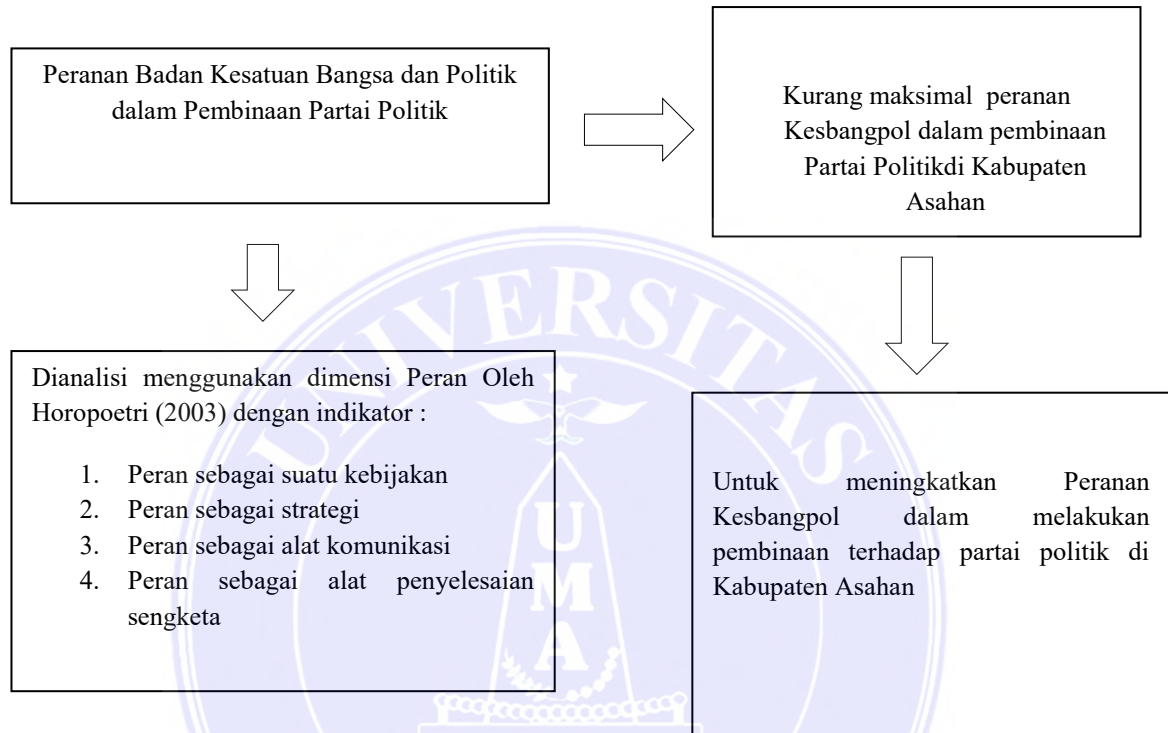 Peranan Badan Kesatuan Bangsa dan Politik
dalam Pembinaan Partai Politik
Kurang maksimal peranan
Kesbangpol dalam pembinaan
Partai Politikdi Kabupaten
Asahan
Dianalisi menggunakan dimensi Peran Oleh
Horopoetri (2003) dengan indikator :
1. Peran sebagai suatu kebijakan
2. Peran sebagai strategi
3. Peran sebagai alat komunikasi
4. Peran sebagai alat penyelesaian
sengketa
Untuk meningkatkan Peranan
Kesbangpol dalam melakukan
pembinaan terhadap partai politik di
Kabupaten Asahan
UNIVERSITAS
U
M
A